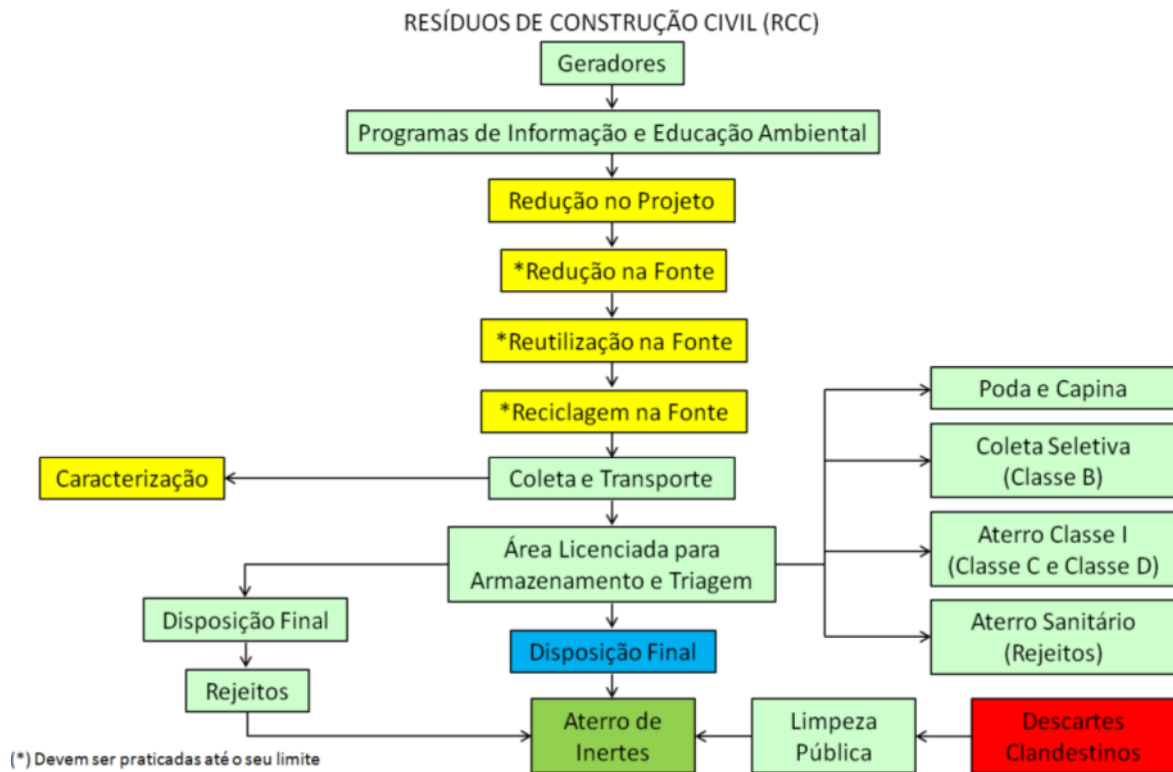 RESÍDUOS DE CONSTRUÇÃO CIVIL (RCC)
Geradores
Programas de Informação e Educação Ambiental
Redução no Projeto
*Redução na Fonte
*Reutilização na Fonte
*Reciclagem na Fonte
Caracterização
Coleta e Transporte
Área Licenciada para
Armazenamento e Triagem
Poda e Capina
Coleta Seletiva
(Classe B)
Aterro Classe I
(Classe C e Classe D)
Aterro Sanitário
(Rejeitos)
Disposição Final
Rejeitos
Disposição Final
Aterro de
Inertes
Limpeza
Pública
Descartes
Clandestinos
(*) Devem ser praticadas até o seu limite